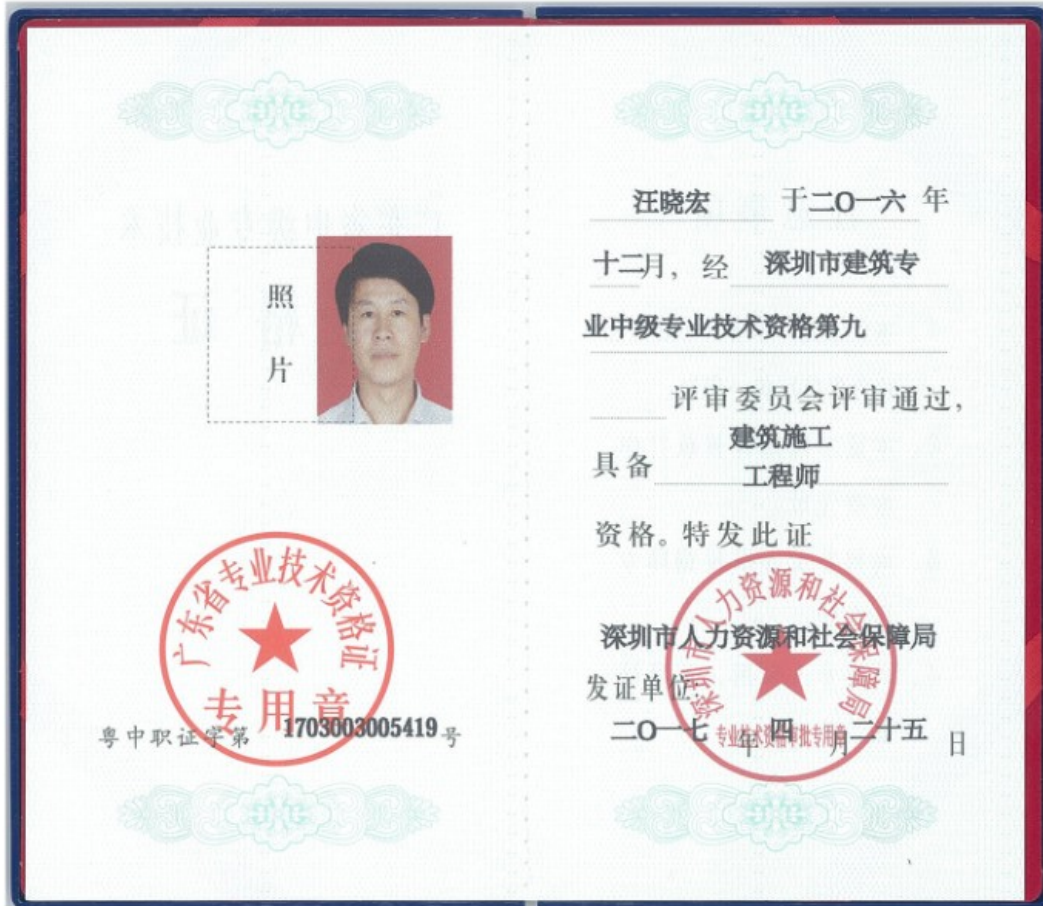 照
片
广东省专业技术资格证
专用章
粤中职证字第 1703003005419 号
汪晓宏 于二〇一六 年
十二月，经 深圳市建筑专
业中级专业技术资格第九
评审委员会评审通过，
建筑施工
具备 工程师
资格。特发此证
深圳市人力资源和社会保障局
深圳市人力资源和社会保障局
发证单位:
专业技术资格审批专用章
二〇一七 年 四 月 二十五 日